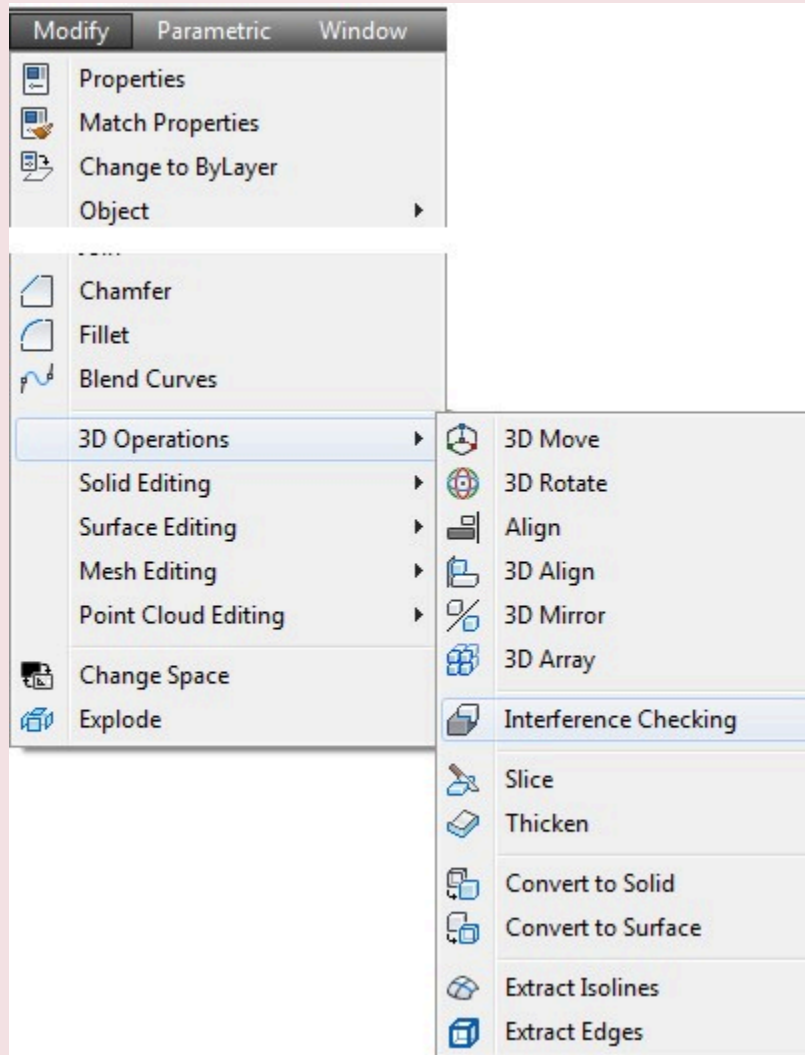 Modify Parametric Window
Properties
Match Properties
Change to ByLayer
Object
Chamfer
Fillet
Blend Curves
3D Operations
Solid Editing
Surface Editing
Mesh Editing
Point Cloud Editing
Change Space
Explode
3D Move
3D Rotate
Align
3D Align
3D Mirror
3D Array
Interference Checking
Slice
Thicken
Convert to Solid
Convert to Surface
Extract Isolines
Extract Edges